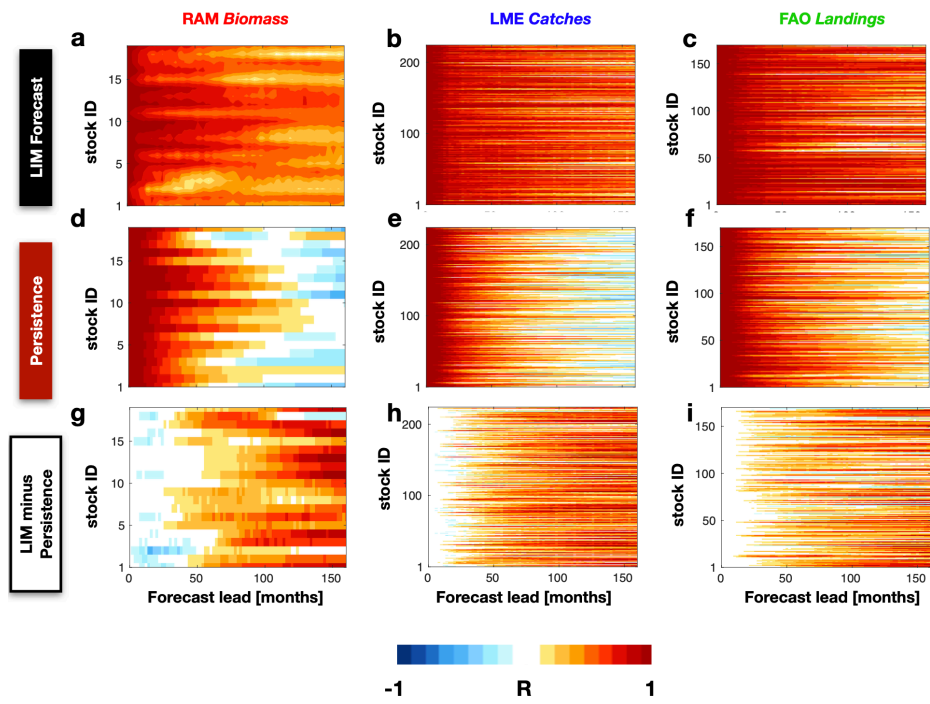 RAM Biomass
LME Catches
FAO Landings
LIM Forecast
a
stock ID
15
10
5
1
b
stock ID
200
100
1
c
stock ID
150
100
50
1
Persistence
d
stock ID
15
10
5
1
e
stock ID
200
100
1
f
stock ID
150
100
50
1
LIM minus
Persistence
g
stock ID
15
10
5
1
0 50 100 150
Forecast lead [months]
h
stock ID
200
100
1
0 50 100 150
Forecast lead [months]
i
stock ID
150
100
50
1
0 50 100 150
Forecast lead [months]
-1 R 1